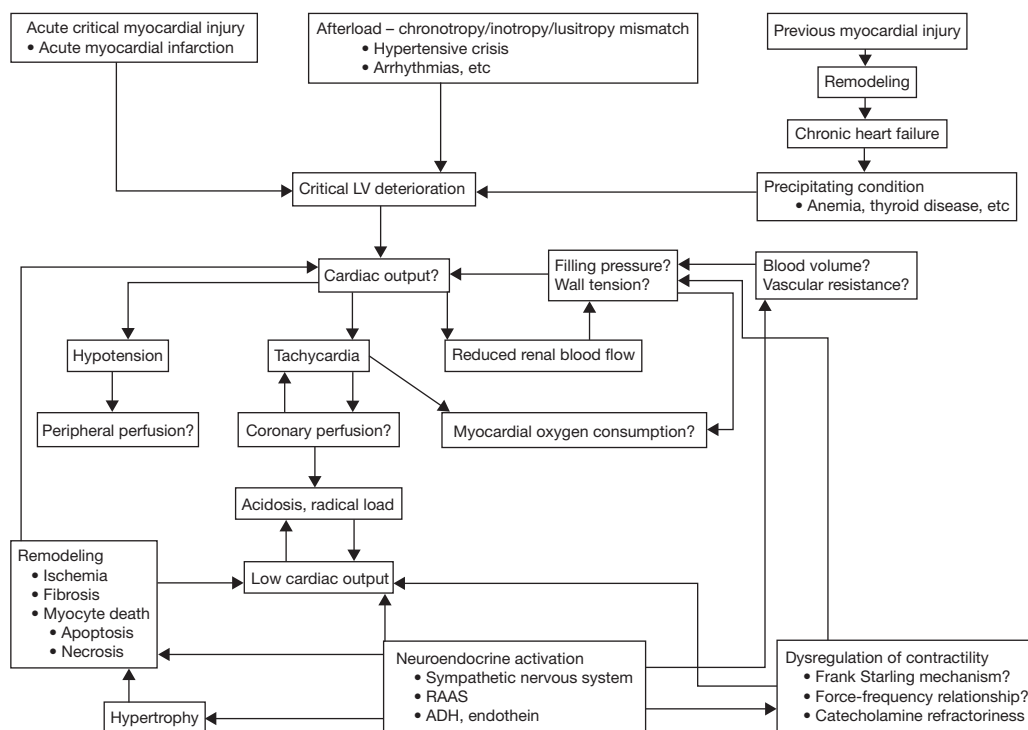 Acute critical myocardial injury
• Acute myocardial infarction
Afterload – chronotropy/inotropy/lusitropy mismatch
• Hypertensive crisis
• Arrhythmias, etc
Previous myocardial injury
Remodeling
Chronic heart failure
Critical LV deterioration
Precipitating condition
• Anemia, thyroid disease, etc
Cardiac output?
Filling pressure?
Wall tension?
Blood volume?
Vascular resistance?
Hypotension
Tachycardia
Reduced renal blood flow
Peripheral perfusion?
Coronary perfusion?
Myocardial oxygen consumption?
Acidosis, radical load
Remodeling
• Ischemia
• Fibrosis
• Myocyte death
• Apoptosis
• Necrosis
Low cardiac output
Neuroendocrine activation
• Sympathetic nervous system
• RAAS
• ADH, endothein
Dysregulation of contractility
• Frank Starling mechanism?
• Force-frequency relationship?
• Catecholamine refractoriness
Hypertrophy